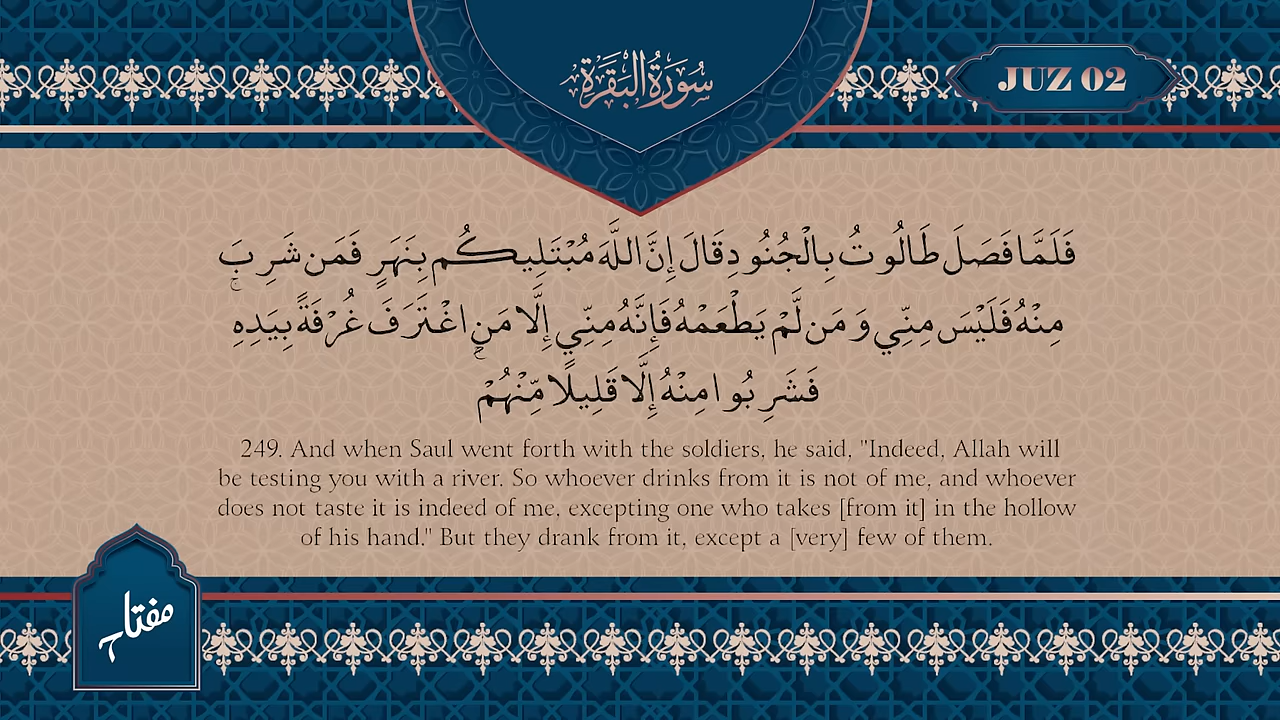 سُورَةُ البَقَرَةِ
JUZ 02
فَلَمَّا فَصَلَ طَالُوتُ بِالْجُنُودِ قَالَ إِنَّ اللَّهَ مُبْتَلِيكُم بِنَهَرٍ فَمَن شَرِبَ
مِنْهُ فَلَيْسَ مِنِّي وَمَن لَّمْ يَطْعَمْهُ فَإِنَّهُ مِنِّي إِلَّا مَنِ اغْتَرَفَ غُرْفَةً بِيَدِهِ
فَشَرِبُوا مِنْهُ إِلَّا قَلِيلًا مِّنْهُمْ
249. And when Saul went forth with the soldiers, he said, "Indeed, Allah will
be testing you with a river. So whoever drinks from it is not of me, and whoever
does not taste it is indeed of me, excepting one who takes [from it] in the hollow
of his hand." But they drank from it, except a [very] few of them.
مفتاح